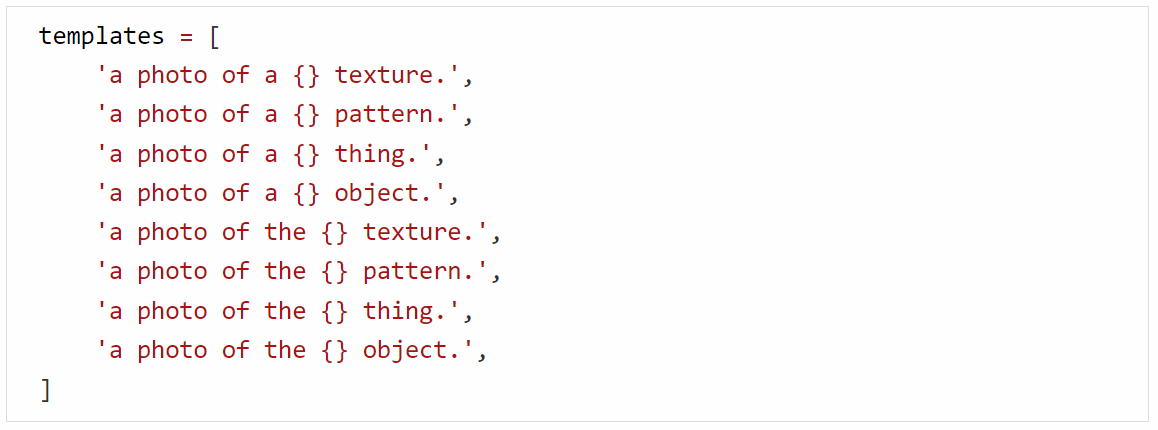 templates = [
    'a photo of a {} texture.',
    'a photo of a {} pattern.',
    'a photo of a {} thing.',
    'a photo of a {} object.',
    'a photo of the {} texture.',
    'a photo of the {} pattern.',
    'a photo of the {} thing.',
    'a photo of the {} object.',
]